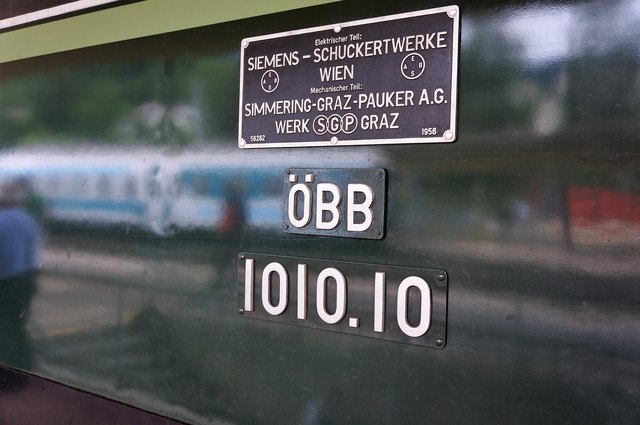 Elektrischer Teil:
SIEMENS – SCHUCKERTWERKE
WIEN
Mechanischer Teil:
SIMMERING-GRAZ-PAUKER A.G.
WERK SGP GRAZ
56262 1956
ÖBB
1010.10